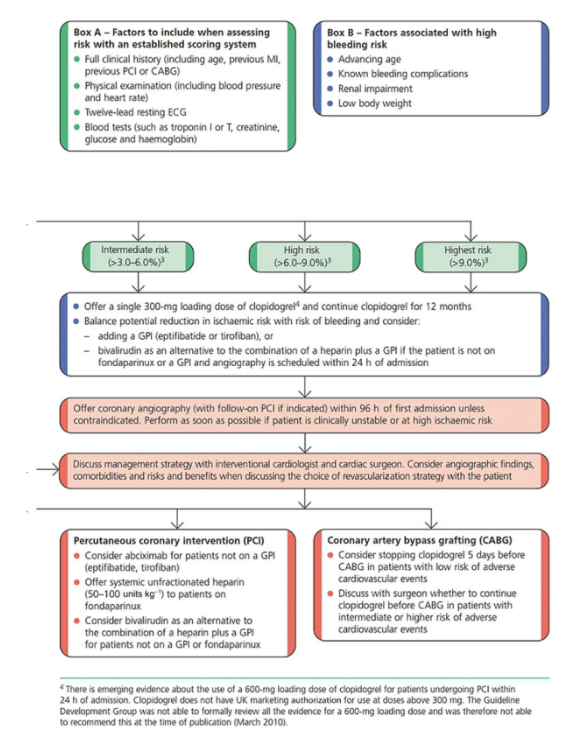 Box A – Factors to include when assessing
risk with an established scoring system
● Full clinical history (including age, previous MI,
previous PCI or CABG)
● Physical examination (including blood pressure
and heart rate)
● Twelve-lead resting ECG
● Blood tests (such as troponin I or T, creatinine,
glucose and haemoglobin)
Box B – Factors associated with high
bleeding risk
● Advancing age
● Known bleeding complications
● Renal impairment
● Low body weight
Intermediate risk
(>3.0–6.0%)³
High risk
(>6.0–9.0%)³
Highest risk
(>9.0%)³
● Offer a single 300-mg loading dose of clopidogrel⁴ and continue clopidogrel for 12 months
● Balance potential reduction in ischaemic risk with risk of bleeding and consider:
– adding a GPI (eptifibatide or tirofiban), or
– bivalirudin as an alternative to the combination of a heparin plus a GPI if the patient is not on
fondaparinux or a GPI and angiography is scheduled within 24 h of admission
Offer coronary angiography (with follow-on PCI if indicated) within 96 h of first admission unless
contraindicated. Perform as soon as possible if patient is clinically unstable or at high ischaemic risk
Discuss management strategy with interventional cardiologist and cardiac surgeon. Consider angiographic findings,
comorbidities and risks and benefits when discussing the choice of revascularization strategy with the patient
Percutaneous coronary intervention (PCI)
● Consider abciximab for patients not on a GPI
(eptifibatide, tirofiban)
● Offer systemic unfractionated heparin
(50–100 units kg⁻¹) to patients on
fondaparinux
● Consider bivalirudin as an alternative to
the combination of a heparin plus a GPI
for patients not on a GPI or fondaparinux
Coronary artery bypass grafting (CABG)
● Consider stopping clopidogrel 5 days before
CABG in patients with low risk of adverse
cardiovascular events
● Discuss with surgeon whether to continue
clopidogrel before CABG in patients with
intermediate or higher risk of adverse
cardiovascular events
⁴ There is emerging evidence about the use of a 600-mg loading dose of clopidogrel for patients undergoing PCI within
24 h of admission. Clopidogrel does not have UK marketing authorization for use at doses above 300 mg. The Guideline
Development Group was not able to formally review all the evidence for a 600-mg loading dose and was therefore not able
to recommend this at the time of publication (March 2010).